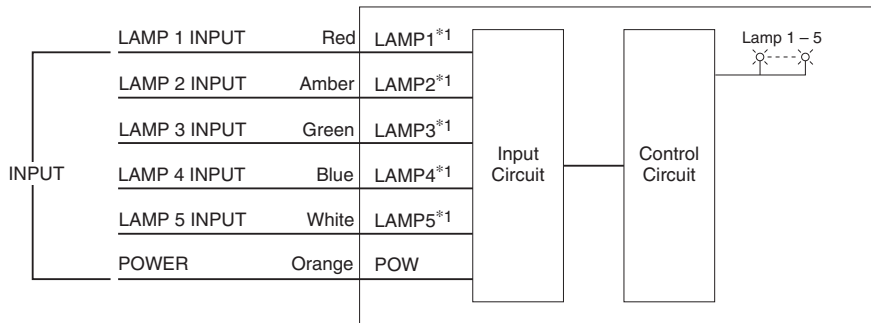 Lamp 1 – 5
LAMP 1 INPUT Red LAMP1*1
LAMP 2 INPUT Amber LAMP2*1
LAMP 3 INPUT Green LAMP3*1
INPUT
LAMP 4 INPUT Blue LAMP4*1
LAMP 5 INPUT White LAMP5*1
POWER Orange POW
Input
Circuit
Control
Circuit